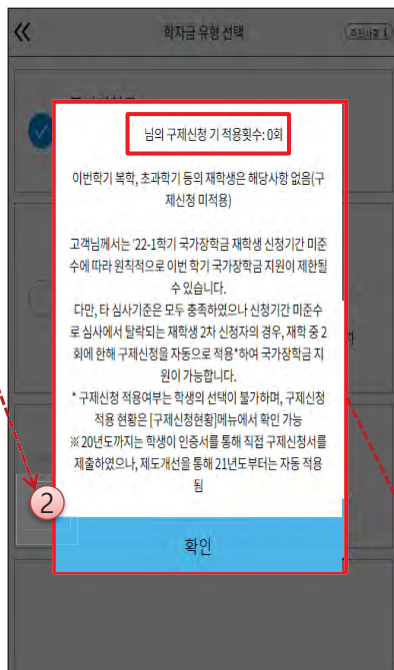 학자금 유형 선택
님의 구제신청 기 적용횟수: 0회
이번학기 복학, 초과학기 등의 재학생은 해당사항 없음(구
제신청 미적용)
고객님께서는 '22-1학기 국가장학금 재학생 신청기간 미준
수에 따라 원칙적으로 이번 학기 국가장학금 지원이 제한될
수 있습니다.
다만, 타 심사기준은 모두 충족하였으나 신청기간 미준수
로 심사에서 탈락되는 재학생 2차 신청자의 경우, 재학 중 2
회에 한해 구제신청을 자동으로 적용*하여 국가장학금 지
원이 가능합니다.
* 구제신청 적용여부는 학생의 선택이 불가하며, 구제신청
적용 현황은 [구제신청현황]메뉴에서 확인 가능
※ 20년도까지는 학생이 인증서를 통해 직접 구제신청서를
제출하였으나, 제도개선을 통해 21년도부터는 자동 적용
됨
2
확인